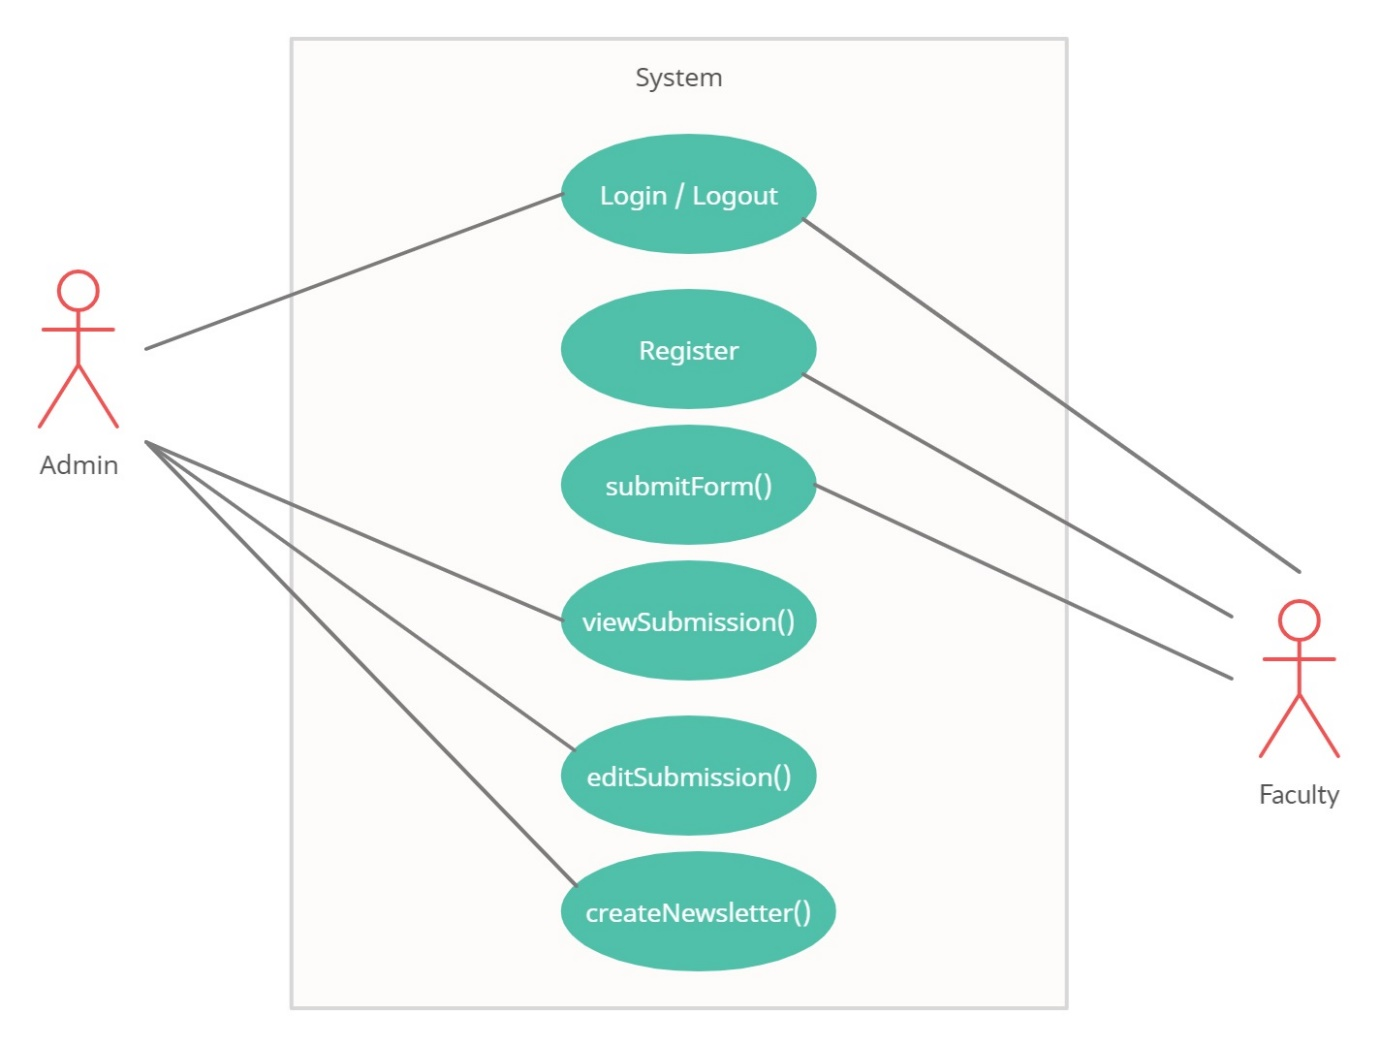 System
Login / Logout
Register
submitForm()
viewSubmission()
editSubmission()
createNewsletter()
Admin
Faculty